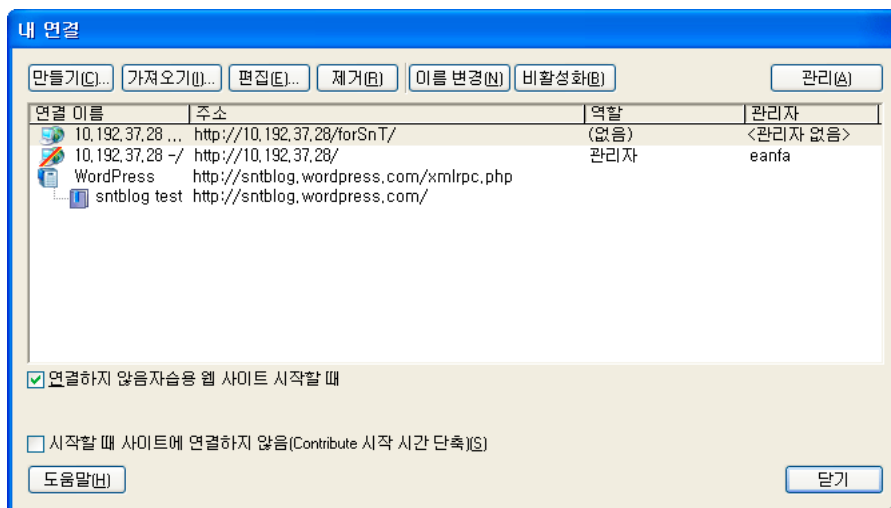 내 연결
만들기(C)... 가져오기(I)... 편집(E)... 제거(R) 이름 변경(N) 비활성화(B) 관리(A)
연결 이름 주소 역할 관리자
10.192.37.28 ... http://10.192.37.28/forSnT/ (없음) <관리자 없음>
10.192.37.28 -/ http://10.192.37.28/ 관리자 eanfa
WordPress http://sntblog.wordpress.com/xmlrpc.php
sntblog test http://sntblog.wordpress.com/
연결하지 않음자습용 웹 사이트 시작할 때
시작할 때 사이트에 연결하지 않음(Contribute 시작 시간 단축)(S)
도움말(H) 닫기